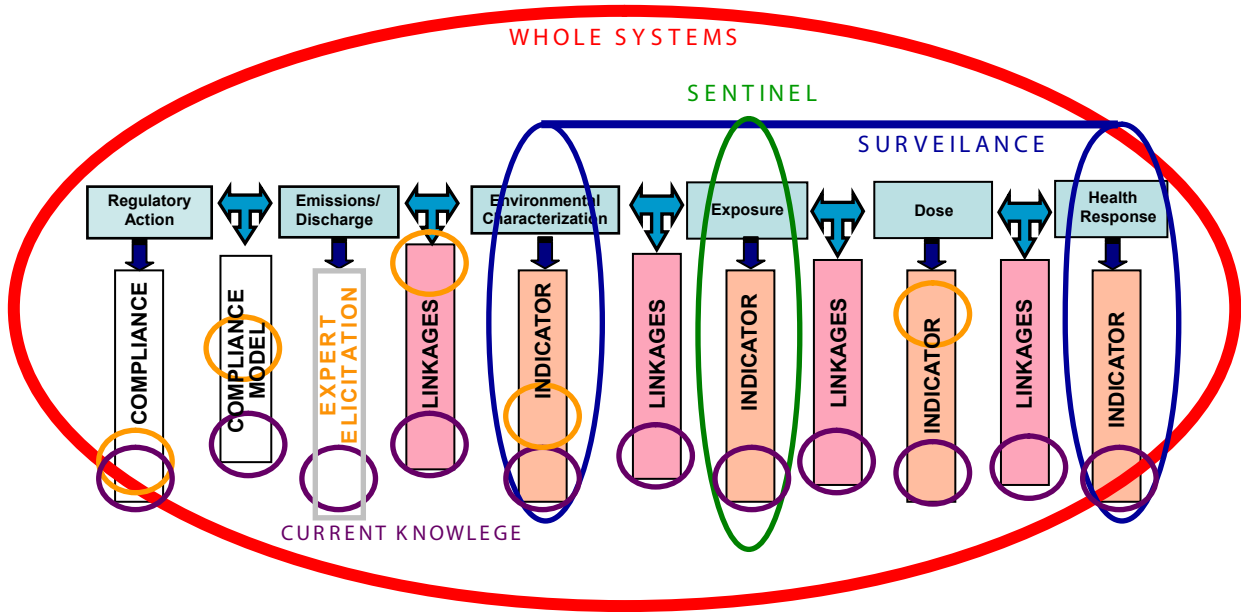 WHOLE SYSTEMS
SENTINEL
SURVEILANCE
Regulatory
Action
Emissions/
Discharge
Environmental
Characterization
Exposure
Dose
Health
Response
COMPLIANCE
COMPLIANCE
MODEL
EXPERT
ELICITATION
LINKAGES
INDICATOR
LINKAGES
INDICATOR
LINKAGES
INDICATOR
LINKAGES
INDICATOR
CURRENT KNOWLEGE